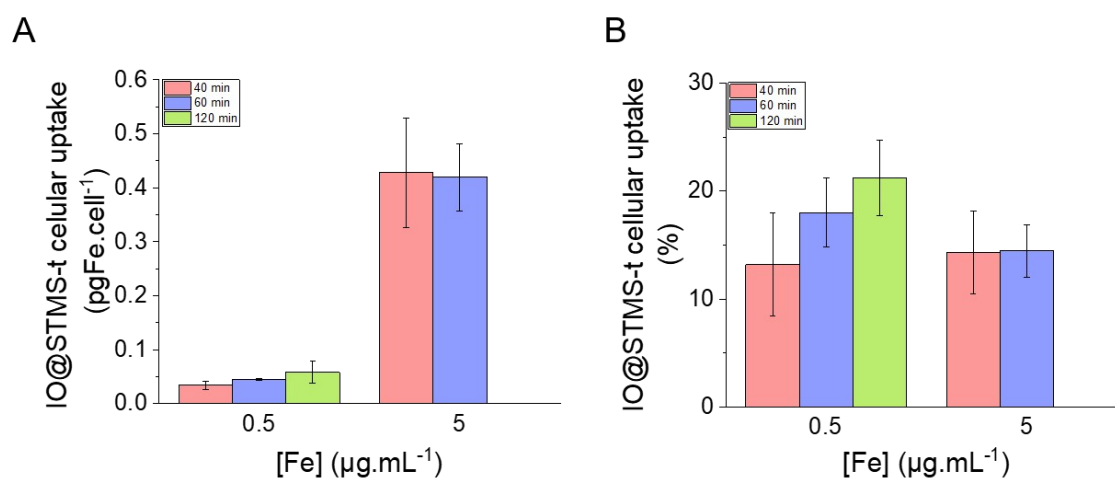 A
IO@STMS-t celular uptake
(pgFe.cell⁻¹)
0.6
0.5
0.4
0.3
0.2
0.1
0.0
40 min
60 min
120 min
0.5
5
[Fe] (µg.mL⁻¹)
B
IO@STMS-t cellular uptake
(%)
30
20
10
0
40 min
60 min
120 min
0.5
5
[Fe] (µg.mL⁻¹)